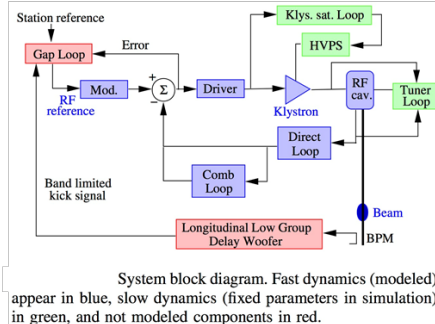 Station reference
Klys. sat. Loop
Gap Loop
Error
HVPS
RF
reference
Mod.
+
Σ
−
Driver
Klystron
RF
cav.
Tuner
Loop
Direct
Loop
Comb
Loop
Band limited
kick signal
Longitudinal Low Group
Delay Woofer
Beam
BPM
System block diagram. Fast dynamics (modeled)
appear in blue, slow dynamics (fixed parameters in simulation)
in green, and not modeled components in red.